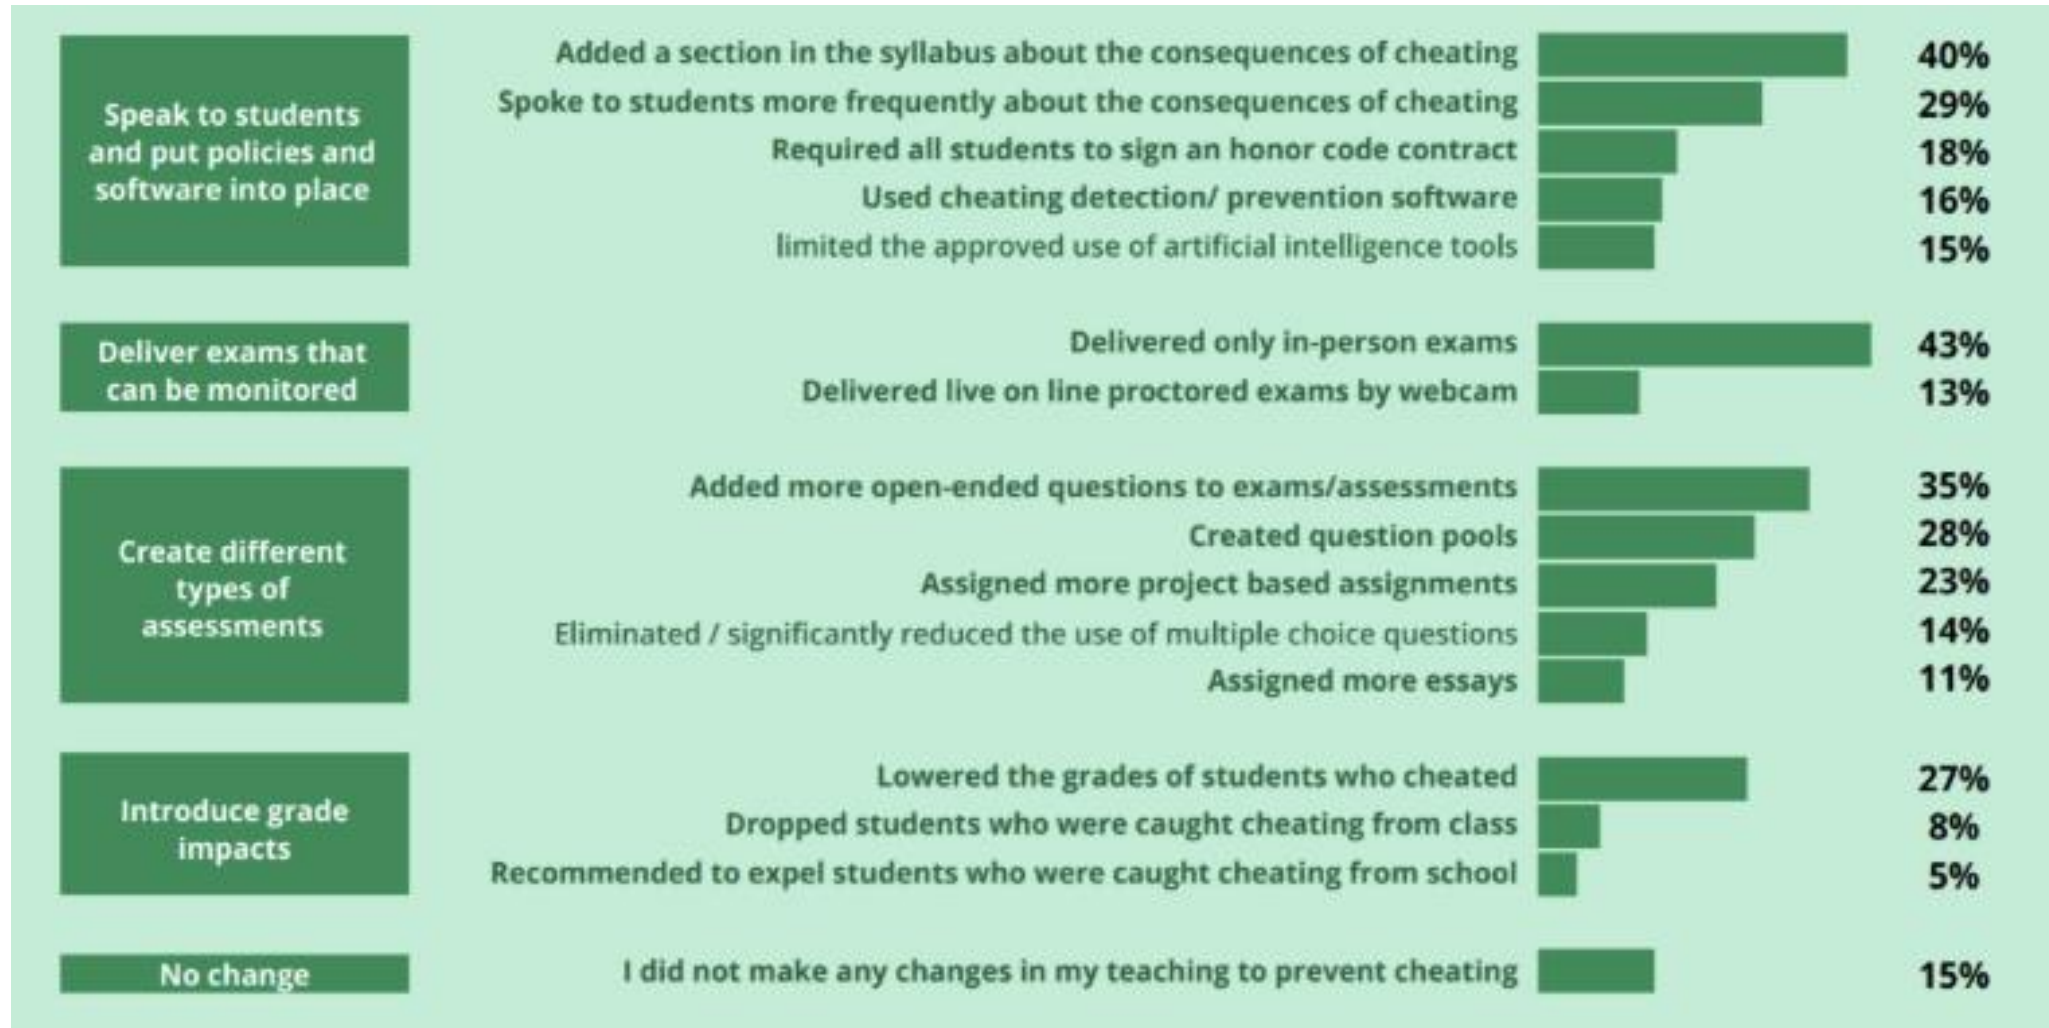 Speak to students
and put policies and
software into place
Added a section in the syllabus about the consequences of cheating 40%
Spoke to students more frequently about the consequences of cheating 29%
Required all students to sign an honor code contract 18%
Used cheating detection/ prevention software 16%
limited the approved use of artificial intelligence tools 15%
Deliver exams that
can be monitored
Delivered only in-person exams 43%
Delivered live on line proctored exams by webcam 13%
Create different
types of
assessments
Added more open-ended questions to exams/assessments 35%
Created question pools 28%
Assigned more project based assignments 23%
Eliminated / significantly reduced the use of multiple choice questions 14%
Assigned more essays 11%
Introduce grade
impacts
Lowered the grades of students who cheated 27%
Dropped students who were caught cheating from class 8%
Recommended to expel students who were caught cheating from school 5%
No change
I did not make any changes in my teaching to prevent cheating 15%